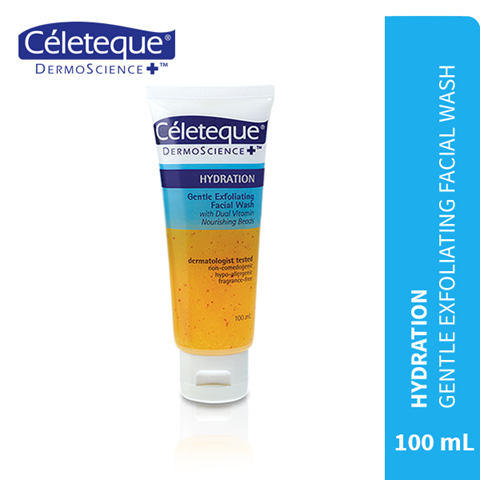 Céleteque®
DERMOSCIENCE+™
Céleteque®
DERMOSCIENCE+™
HYDRATION
Gentle Exfoliating
Facial Wash
with Dual Vitamin
Nourishing Beads
dermatologist tested
non-comedogenic
hypo-allergenic
fragrance-free
100 mL
HYDRATION
GENTLE EXFOLIATING FACIAL WASH
100 mL